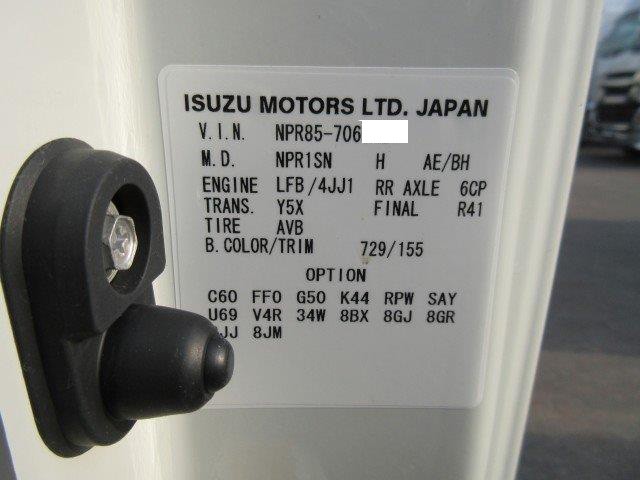 ISUZU MOTORS LTD. JAPAN
V.I.N. NPR85-706
M.D. NPR1SN H AE/BH
ENGINE LFB/4JJ1 RR AXLE 6CP
TRANS. Y5X FINAL R41
TIRE AVB
B.COLOR/TRIM 729/155
OPTION
C60 FF0 G50 K44 RPW SAY
U69 V4R 34W 8BX 8GJ 8GR
8JM